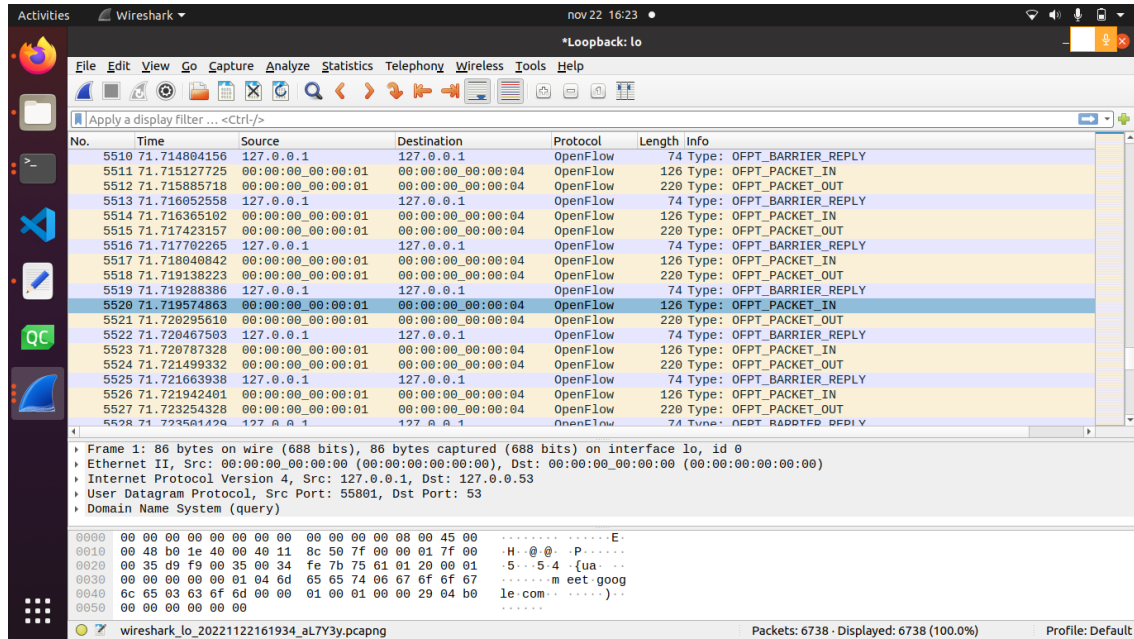 Activities Wireshark nov 22 16:23
*Loopback: lo
File Edit View Go Capture Analyze Statistics Telephony Wireless Tools Help
Apply a display filter … <Ctrl-/>
No. Time Source Destination Protocol Length Info
5510 71.714804156 127.0.0.1 127.0.0.1 OpenFlow 74 Type: OFPT_BARRIER_REPLY
5511 71.715127725 00:00:00_00:00:01 00:00:00_00:00:04 OpenFlow 126 Type: OFPT_PACKET_IN
5512 71.715885718 00:00:00_00:00:01 00:00:00_00:00:04 OpenFlow 220 Type: OFPT_PACKET_OUT
5513 71.716052558 127.0.0.1 127.0.0.1 OpenFlow 74 Type: OFPT_BARRIER_REPLY
5514 71.716365102 00:00:00_00:00:01 00:00:00_00:00:04 OpenFlow 126 Type: OFPT_PACKET_IN
5515 71.717423157 00:00:00_00:00:01 00:00:00_00:00:04 OpenFlow 220 Type: OFPT_PACKET_OUT
5516 71.717702265 127.0.0.1 127.0.0.1 OpenFlow 74 Type: OFPT_BARRIER_REPLY
5517 71.718040842 00:00:00_00:00:01 00:00:00_00:00:04 OpenFlow 126 Type: OFPT_PACKET_IN
5518 71.719138223 00:00:00_00:00:01 00:00:00_00:00:04 OpenFlow 220 Type: OFPT_PACKET_OUT
5519 71.719288386 127.0.0.1 127.0.0.1 OpenFlow 74 Type: OFPT_BARRIER_REPLY
5520 71.719574863 00:00:00_00:00:01 00:00:00_00:00:04 OpenFlow 126 Type: OFPT_PACKET_IN
5521 71.720295610 00:00:00_00:00:01 00:00:00_00:00:04 OpenFlow 220 Type: OFPT_PACKET_OUT
5522 71.720467503 127.0.0.1 127.0.0.1 OpenFlow 74 Type: OFPT_BARRIER_REPLY
5523 71.720787328 00:00:00_00:00:01 00:00:00_00:00:04 OpenFlow 126 Type: OFPT_PACKET_IN
5524 71.721499332 00:00:00_00:00:01 00:00:00_00:00:04 OpenFlow 220 Type: OFPT_PACKET_OUT
5525 71.721663938 127.0.0.1 127.0.0.1 OpenFlow 74 Type: OFPT_BARRIER_REPLY
5526 71.721942401 00:00:00_00:00:01 00:00:00_00:00:04 OpenFlow 126 Type: OFPT_PACKET_IN
5527 71.723254328 00:00:00_00:00:01 00:00:00_00:00:04 OpenFlow 220 Type: OFPT_PACKET_OUT
5528 71.723501429 127.0.0.1 127.0.0.1 OpenFlow 74 Type: OFPT_BARRIER_REPLY
QC
Frame 1: 86 bytes on wire (688 bits), 86 bytes captured (688 bits) on interface lo, id 0
Ethernet II, Src: 00:00:00_00:00:00 (00:00:00:00:00:00), Dst: 00:00:00_00:00:00 (00:00:00:00:00:00)
Internet Protocol Version 4, Src: 127.0.0.1, Dst: 127.0.0.53
User Datagram Protocol, Src Port: 55801, Dst Port: 53
Domain Name System (query)
0000 00 00 00 00 00 00 00 00 00 00 00 00 08 00 45 00 ········ ······E·
0010 00 48 b0 1e 40 00 40 11 8c 50 7f 00 00 01 7f 00 ·H··@·@· ·P······
0020 00 35 d9 f9 00 35 00 34 fe 7b 75 61 01 20 00 01 ·5···5·4 ·{ua· ··
0030 00 00 00 00 00 01 04 6d 65 65 74 06 67 6f 6f 67 ·······m eet·goog
0040 6c 65 03 63 6f 6d 00 00 01 00 01 00 00 29 04 b0 le·com·· ·····)··
0050 00 00 00 00 00 00 ······
wireshark_lo_20221122161934_aL7Y3y.pcapng Packets: 6738 · Displayed: 6738 (100.0%) Profile: Default